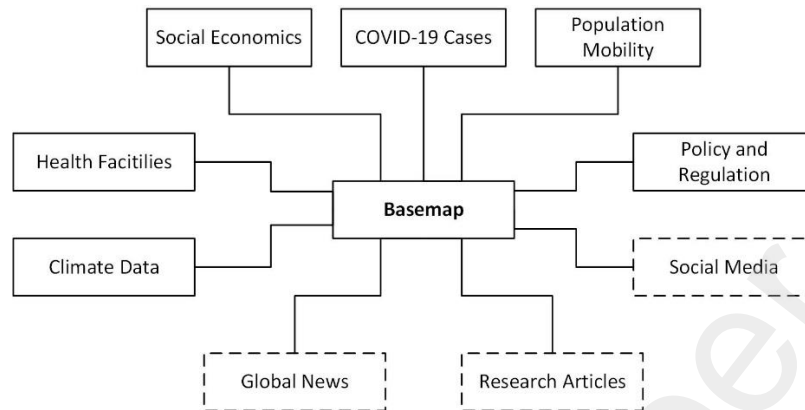 Social Economics
COVID-19 Cases
Population
Mobility
Health Facitilies
Policy and
Regulation
Basemap
Climate Data
Social Media
Global News
Research Articles